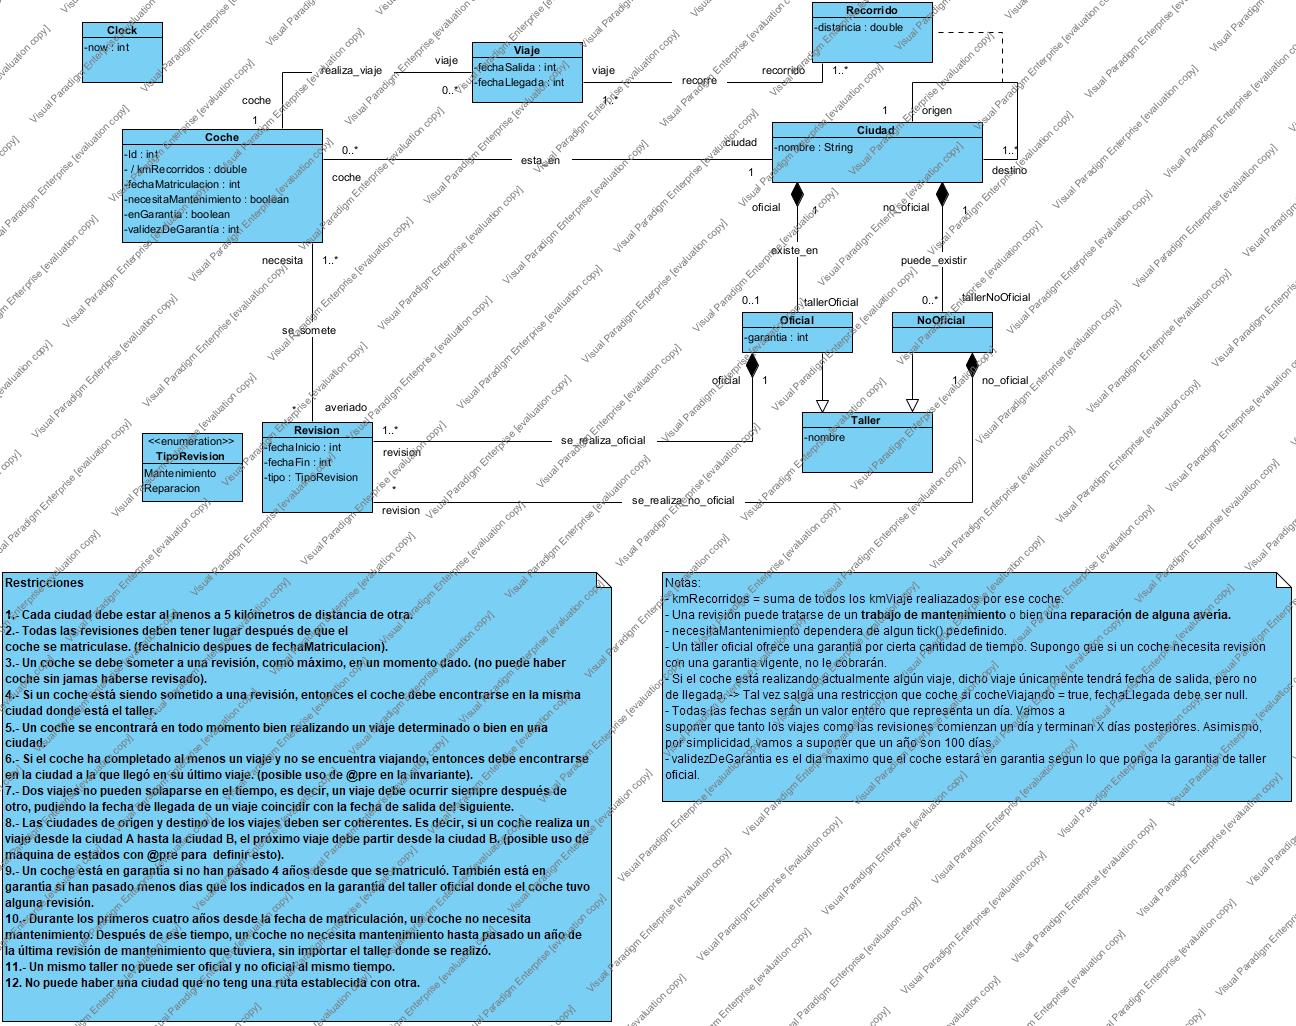 Clock
-now : int
Viaje
-fechaSalida : int
-fechaLlegada : int
Recorrido
-distancia : double
realiza_viaje
viaje
0..*
viaje
1..*
recorre
recorrido
1..*
coche
1
Coche
-Id : int
-/ kmRecorridos : double
-fechaMatriculacion : int
-necesitaMantenimiento : boolean
-enGarantia : boolean
-validezDeGarantía : int
0..*
coche
esta_en
ciudad
1
1
origen
Ciudad
-nombre : String
1..*
destino
oficial
1
no_oficial
1
existe_en
puede_existir
0..1
tallerOficial
0..*
tallerNoOficial
Oficial
-garantia : int
NoOficial
necesita
1..*
se_somete
*
averiado
oficial
1
1
no_oficial
Taller
-nombre
<<enumeration>>
TipoRevision
Mantenimiento
Reparacion
Revision
-fechaInicio : int
-fechaFin : int
-tipo : TipoRevision
1..*
revision
se_realiza_oficial
*
revision
se_realiza_no_oficial
Restricciones
1.- Cada ciudad debe estar al menos a 5 kilómetros de distancia de otra.
2.- Todas las revisiones deben tener lugar después de que el
coche se matriculase. (fechaInicio despues de fechaMatriculacion).
3.- Un coche se debe someter a una revisión, como máximo, en un momento dado. (no puede haber
coche sin jamas haberse revisado).
4.- Si un coche está siendo sometido a una revisión, entonces el coche debe encontrarse en la misma
ciudad donde está el taller.
5.- Un coche se encontrará en todo momento bien realizando un viaje determinado o bien en una
ciudad.
6.- Si el coche ha completado al menos un viaje y no se encuentra viajando, entonces debe encontrarse
en la ciudad a la que llegó en su último viaje. (posible uso de @pre en la invariante).
7.- Dos viajes no pueden solaparse en el tiempo, es decir, un viaje debe ocurrir siempre después de
otro, pudiendo la fecha de llegada de un viaje coincidir con la fecha de salida del siguiente.
8.- Las ciudades de origen y destino de los viajes deben ser coherentes. Es decir, si un coche realiza un
viaje desde la ciudad A hasta la ciudad B, el próximo viaje debe partir desde la ciudad B. (posible uso de
maquina de estados con @pre para definir esto).
9.- Un coche está en garantía si no han pasado 4 años desde que se matriculó. También está en
garantía si han pasado menos días que los indicados en la garantía del taller oficial donde el coche tuvo
alguna revisión.
10.- Durante los primeros cuatro años desde la fecha de matriculación, un coche no necesita
mantenimiento. Después de ese tiempo, un coche no necesita mantenimiento hasta pasado un año de
la última revisión de mantenimiento que tuviera, sin importar el taller donde se realizó.
11.- Un mismo taller no puede ser oficial y no oficial al mismo tiempo.
12. No puede haber una ciudad que no teng una ruta establecida con otra.
Notas:
- kmRecorridos = suma de todos los kmViaje realiazados por ese coche.
- Una revisión puede tratarse de un trabajo de mantenimiento o bien una reparación de alguna avería.
- necesitaMantenimiento dependera de algun tick() pedefinido.
- Un taller oficial ofrece una garantía por cierta cantidad de tiempo. Supongo que si un coche necesita revisión
con una garantia vigente, no le cobrarán.
- Si el coche está realizando actualmente algún viaje, dicho viaje únicamente tendrá fecha de salida, pero no
de llegada. -> Tal vez salga una restriccion que coche si cocheViajando = true, fechaLlegada debe ser null.
- Todas las fechas serán un valor entero que representa un día. Vamos a
suponer que tanto los viajes como las revisiones comienzan un día y terminan X días posteriores. Asimismo,
por simplicidad, vamos a suponer que un año son 100 días.
- validezDeGarantia es el dia maximo que el coche estará en garantia segun lo que ponga la garantia de taller
oficial.